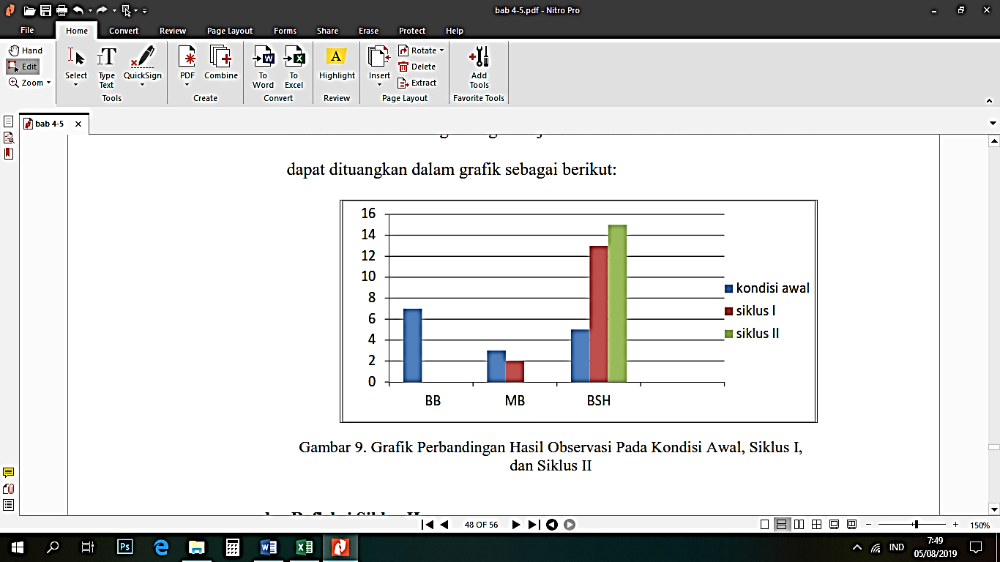 bab 4-5.pdf - Nitro Pro
File Home Convert Review Page Layout Forms Share Erase Protect Help
Hand
Edit
Zoom
Select
Type Text
QuickSign
Tools
PDF
Combine
Create
To Word
To Excel
Convert
Highlight
Review
Insert
Rotate
Delete
Extract
Page Layout
Add Tools
Favorite Tools
bab 4-5
dapat dituangkan dalam grafik sebagai berikut:
16
14
12
10
8
6
4
2
0
BB MB BSH
kondisi awal
siklus I
siklus II
Gambar 9. Grafik Perbandingan Hasil Observasi Pada Kondisi Awal, Siklus I,
dan Siklus II
48 OF 56
150%
Ps
IND
7:49
05/08/2019